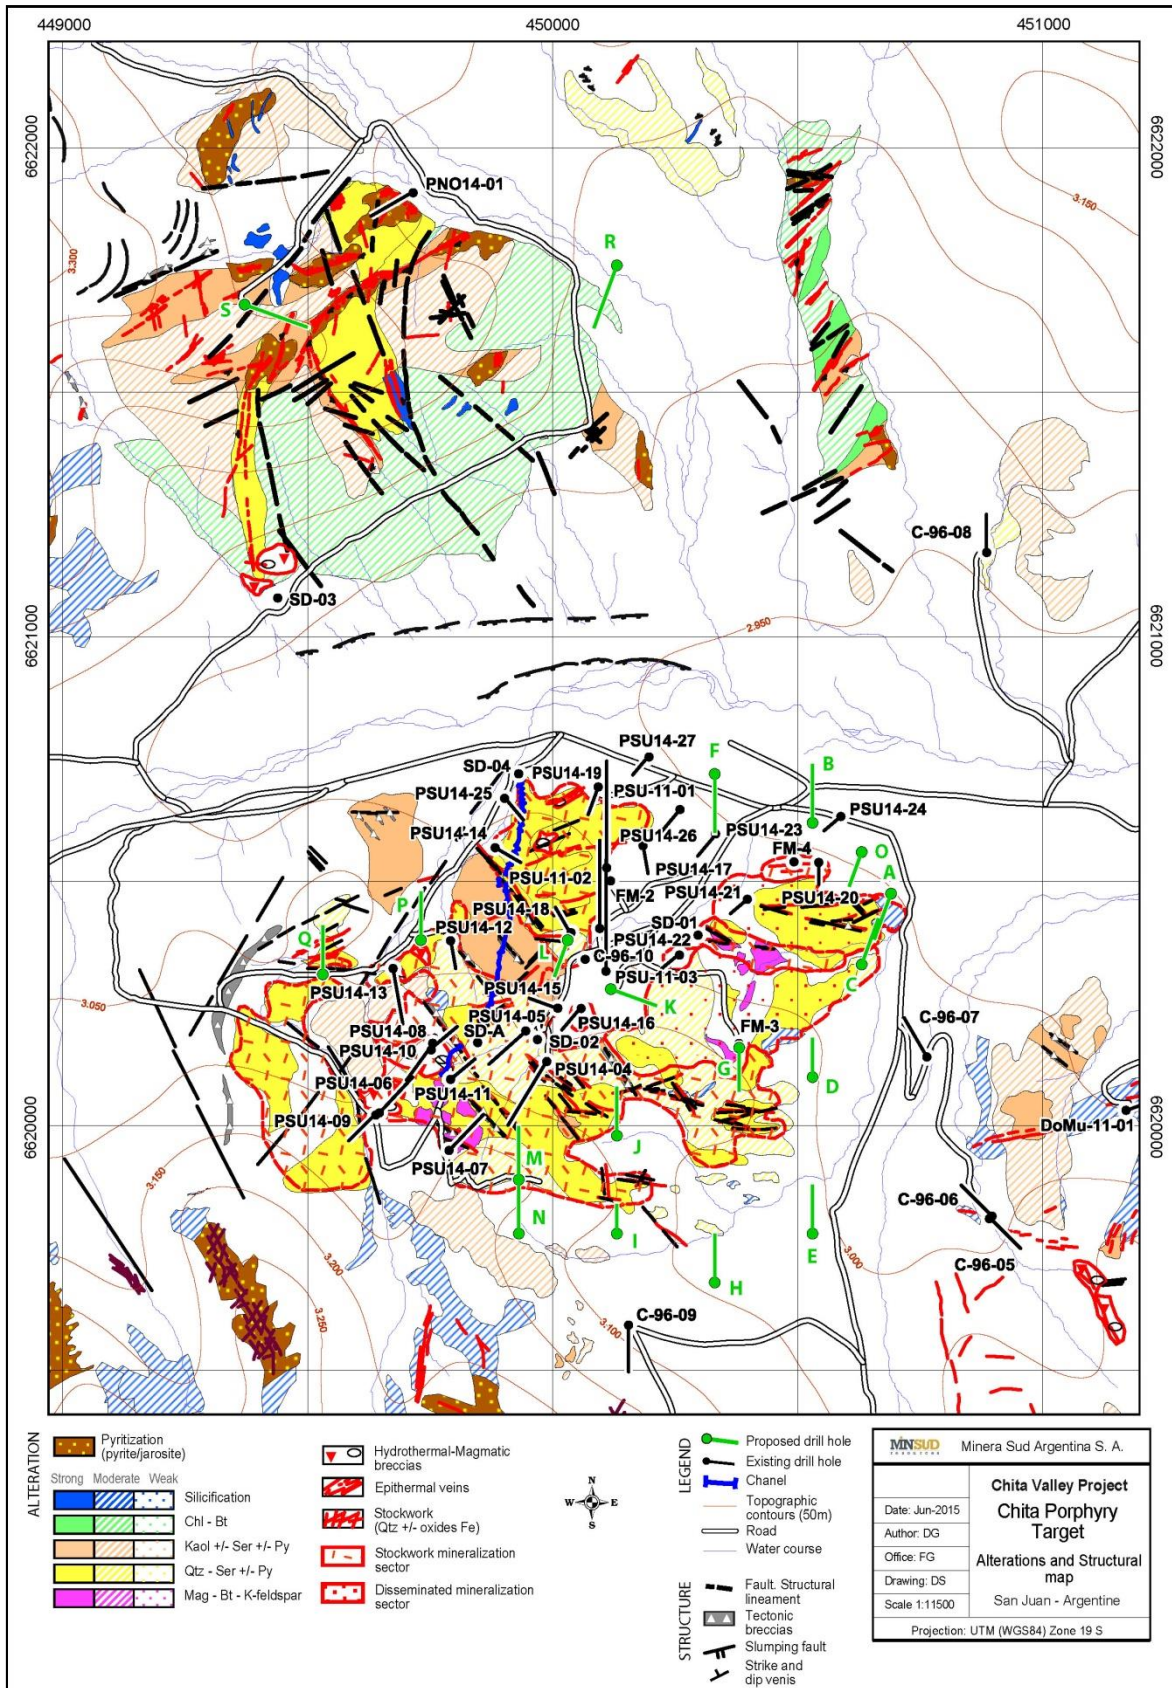 449000
450000
451000
6622000
6622000
PNO14-01
R
3.150
3.300
S
C-96-08
SD-03
6621000
6621000
2.950
PSU14-27
F
SD-04
B
PSU14-19
PSU14-25
PSU-11-01
PSU14-24
PSU14-14
PSU14-26
PSU14-23
FM-4
O
PSU14-17
PSU-11-02
A
FM-2
PSU14-21
PSU14-20
P
PSU14-18
SD-01
PSU14-12
Q
L
PSU14-22
C-96-10
PSU-11-03
C
PSU14-13
PSU14-15
K
3.050
PSU14-05
PSU14-16
C-96-07
PSU14-08
SD-A
FM-3
PSU14-10
SD-02
PSU14-04
G
D
PSU14-06
PSU14-11
PSU14-09
6620000
6620000
DoMu-11-01
J
PSU14-07
M
3.150
C-96-06
N
I
E
3.000
C-96-05
3.200
H
3.250
C-96-09
3.100
ALTERATION
Pyritization
(pyrite/jarosite)
Strong Moderate Weak
Silicification
Chl - Bt
Kaol +/- Ser +/- Py
Qtz - Ser +/- Py
Mag - Bt - K-feldspar
Hydrothermal-Magmatic
breccias
Epithermal veins
Stockwork
(Qtz +/- oxides Fe)
Stockwork mineralization
sector
Disseminated mineralization
sector
N
W E
S
LEGEND
Proposed drill hole
Existing drill hole
Chanel
Topographic
contours (50m)
Road
Water course
STRUCTURE
Fault. Structural
lineament
Tectonic
breccias
Slumping fault
Strike and
dip venis
MINSUD
Minera Sud Argentina S. A.
Chita Valley Project
Chita Porphyry
Target
Alterations and Structural
map
San Juan - Argentine
Date: Jun-2015
Author: DG
Office: FG
Drawing: DS
Scale 1:11500
Projection: UTM (WGS84) Zone 19 S